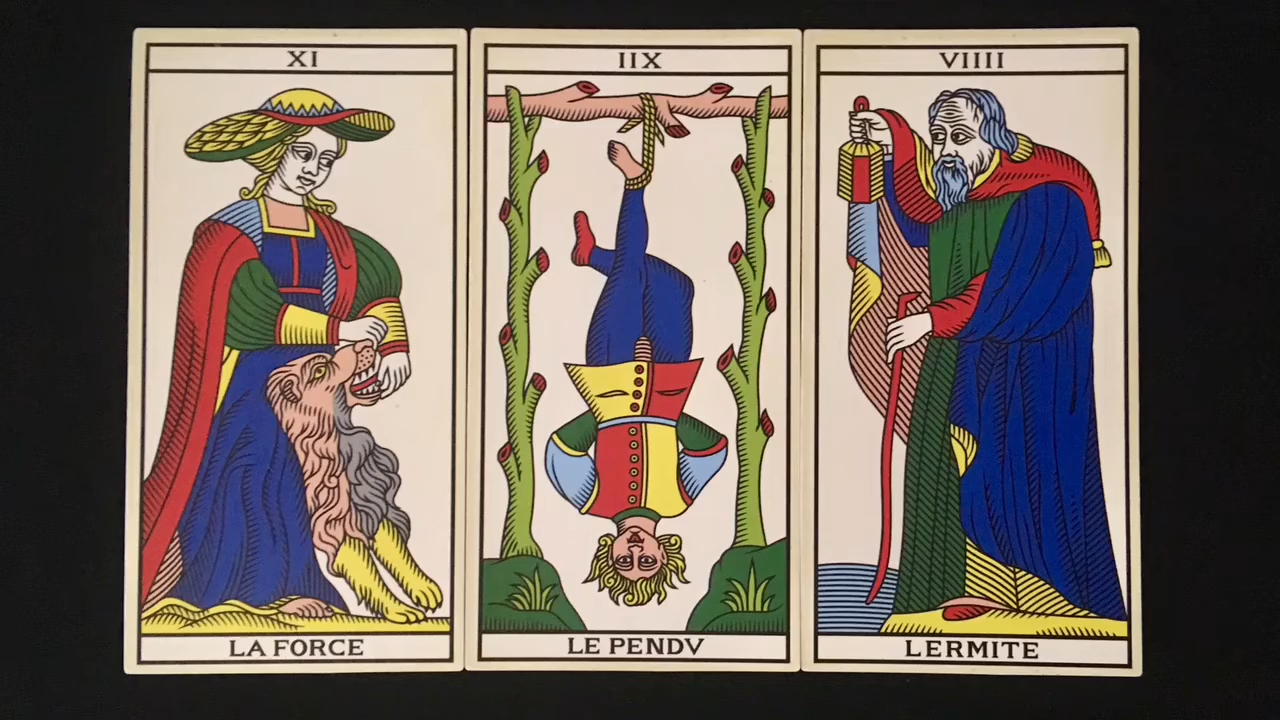 XI
IIX
VIIII
LA FORCE
LE PENDV
LERMITE